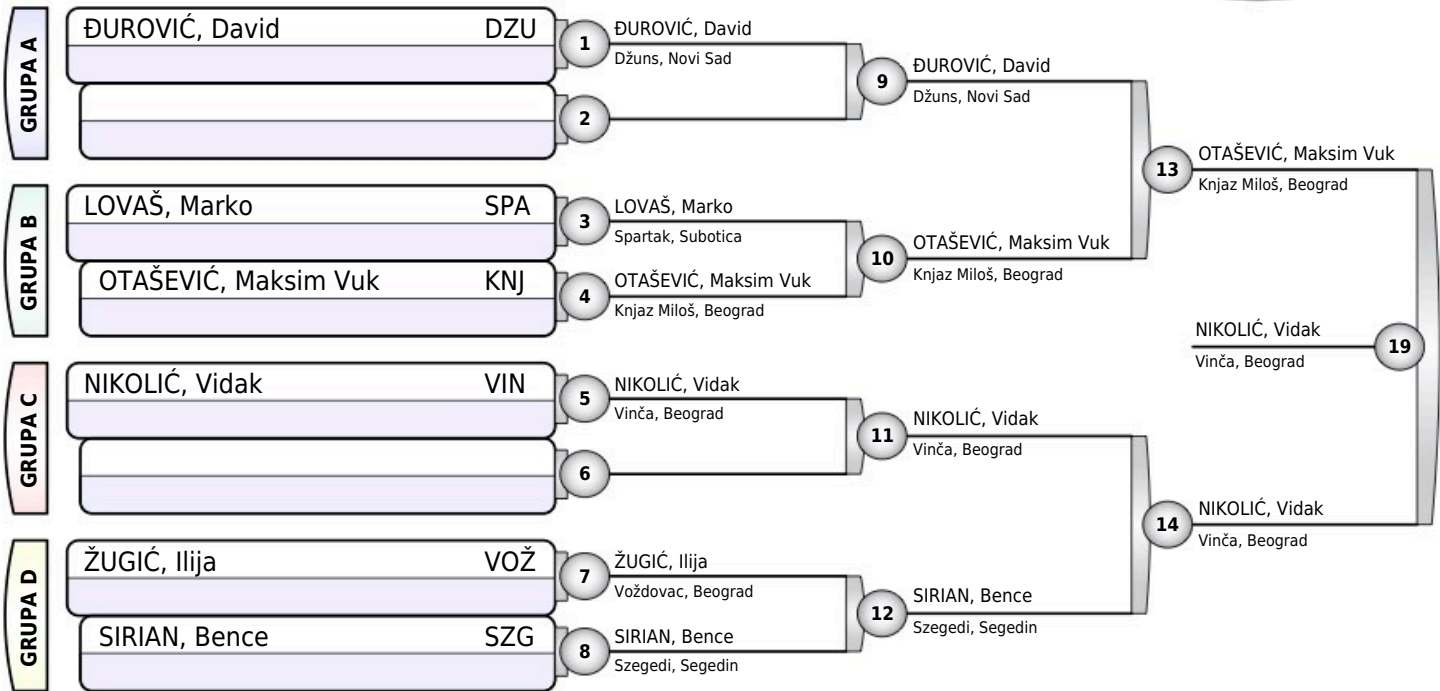 GRUPA A
ĐUROVIĆ, David DZU
1
2
GRUPA B
LOVAŠ, Marko SPA
3
OTAŠEVIĆ, Maksim Vuk KNJ
4
GRUPA C
NIKOLIĆ, Vidak VIN
5
6
GRUPA D
ŽUGIĆ, Ilija VOŽ
7
SIRIAN, Bence SZG
8
ĐUROVIĆ, David
Džuns, Novi Sad
LOVAŠ, Marko
Spartak, Subotica
OTAŠEVIĆ, Maksim Vuk
Knjaz Miloš, Beograd
NIKOLIĆ, Vidak
Vinča, Beograd
ŽUGIĆ, Ilija
Voždovac, Beograd
SIRIAN, Bence
Szegedi, Segedin
9
ĐUROVIĆ, David
Džuns, Novi Sad
10
OTAŠEVIĆ, Maksim Vuk
Knjaz Miloš, Beograd
11
NIKOLIĆ, Vidak
Vinča, Beograd
12
SIRIAN, Bence
Szegedi, Segedin
13
OTAŠEVIĆ, Maksim Vuk
Knjaz Miloš, Beograd
14
NIKOLIĆ, Vidak
Vinča, Beograd
NIKOLIĆ, Vidak
Vinča, Beograd
19